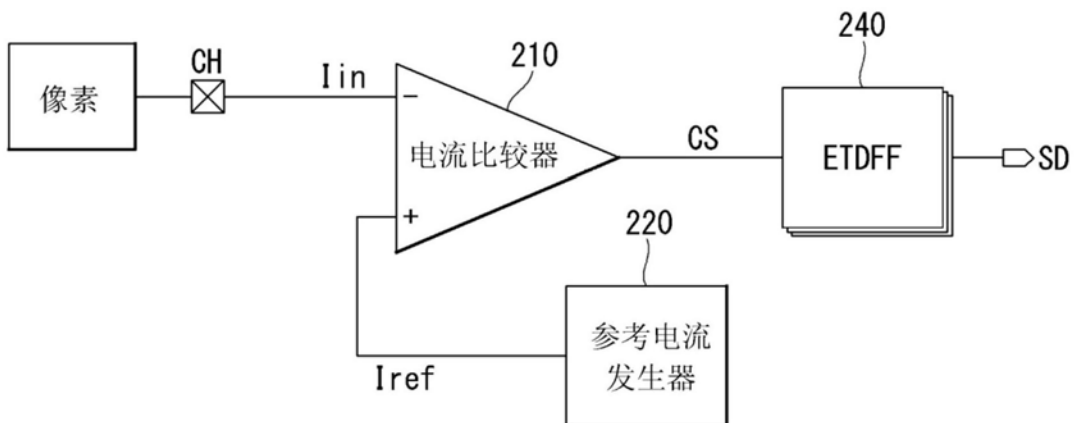 210
240
像素
CH
Iin
−
电流比较器
CS
ETDFF
SD
+
220
Iref
参考电流
发生器